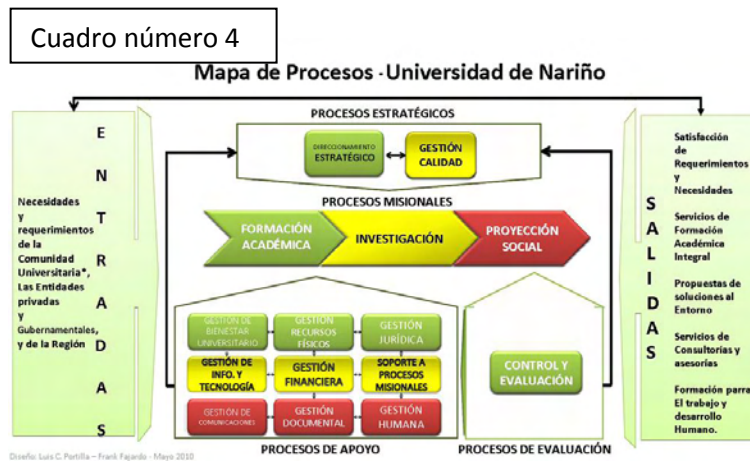 Cuadro número 4
Mapa de Procesos - Universidad de Nariño
PROCESOS ESTRATÉGICOS
DIRECCIONAMIENTO
ESTRATÉGICO
GESTIÓN
CALIDAD
ENTRADAS
Necesidades
y
requerimientos
de la
Comunidad
Universitaria*,
Las Entidades
privadas
y
Gubernamentales,
y de la Región
PROCESOS MISIONALES
FORMACIÓN
ACADÉMICA
INVESTIGACIÓN
PROYECCIÓN
SOCIAL
GESTIÓN DE
BIENESTAR
UNIVERSITARIO
GESTIÓN
RECURSOS
FÍSICOS
GESTIÓN
JURÍDICA
GESTIÓN DE
INFO. Y
TECNOLOGÍA
GESTIÓN
FINANCIERA
SOPORTE A
PROCESOS
MISIONALES
GESTIÓN DE
COMUNICACIONES
GESTIÓN
DOCUMENTAL
GESTIÓN
HUMANA
PROCESOS DE APOYO
CONTROL Y
EVALUACIÓN
PROCESOS DE EVALUACIÓN
SALIDAS
Satisfacción
de
Requerimientos
y
Necesidades
Servicios de
Formación
Académica
Integral
Propuestas de
soluciones al
Entorno
Servicios de
Consultorías y
asesorías
Formación parra
El trabajo y
desarrollo
Humano.
Diseño: Luis C. Portilla – Frank Fajardo - Mayo 2010